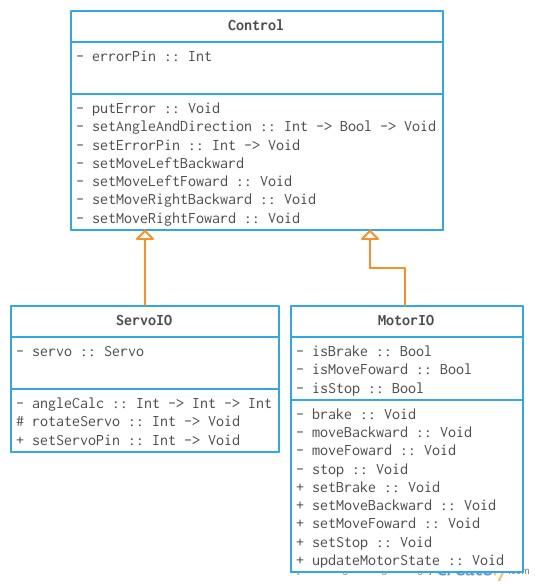 Control
- errorPin :: Int
- putError :: Void
- setAngleAndDirection :: Int -> Bool -> Void
- setErrorPin :: Int -> Void
- setMoveLeftBackward
- setMoveLeftFoward :: Void
- setMoveRightBackward :: Void
- setMoveRightFoward :: Void
ServoIO
- servo :: Servo
- angleCalc :: Int -> Int -> Int
# rotateServo :: Int -> Void
+ setServoPin :: Int -> Void
MotorIO
- isBrake :: Bool
- isMoveFoward :: Bool
- isStop :: Bool
- brake :: Void
- moveBackward :: Void
- moveFoward :: Void
- stop :: Void
+ setBrake :: Void
+ setMoveBackward :: Void
+ setMoveFoward :: Void
+ setStop :: Void
+ updateMotorState :: Void